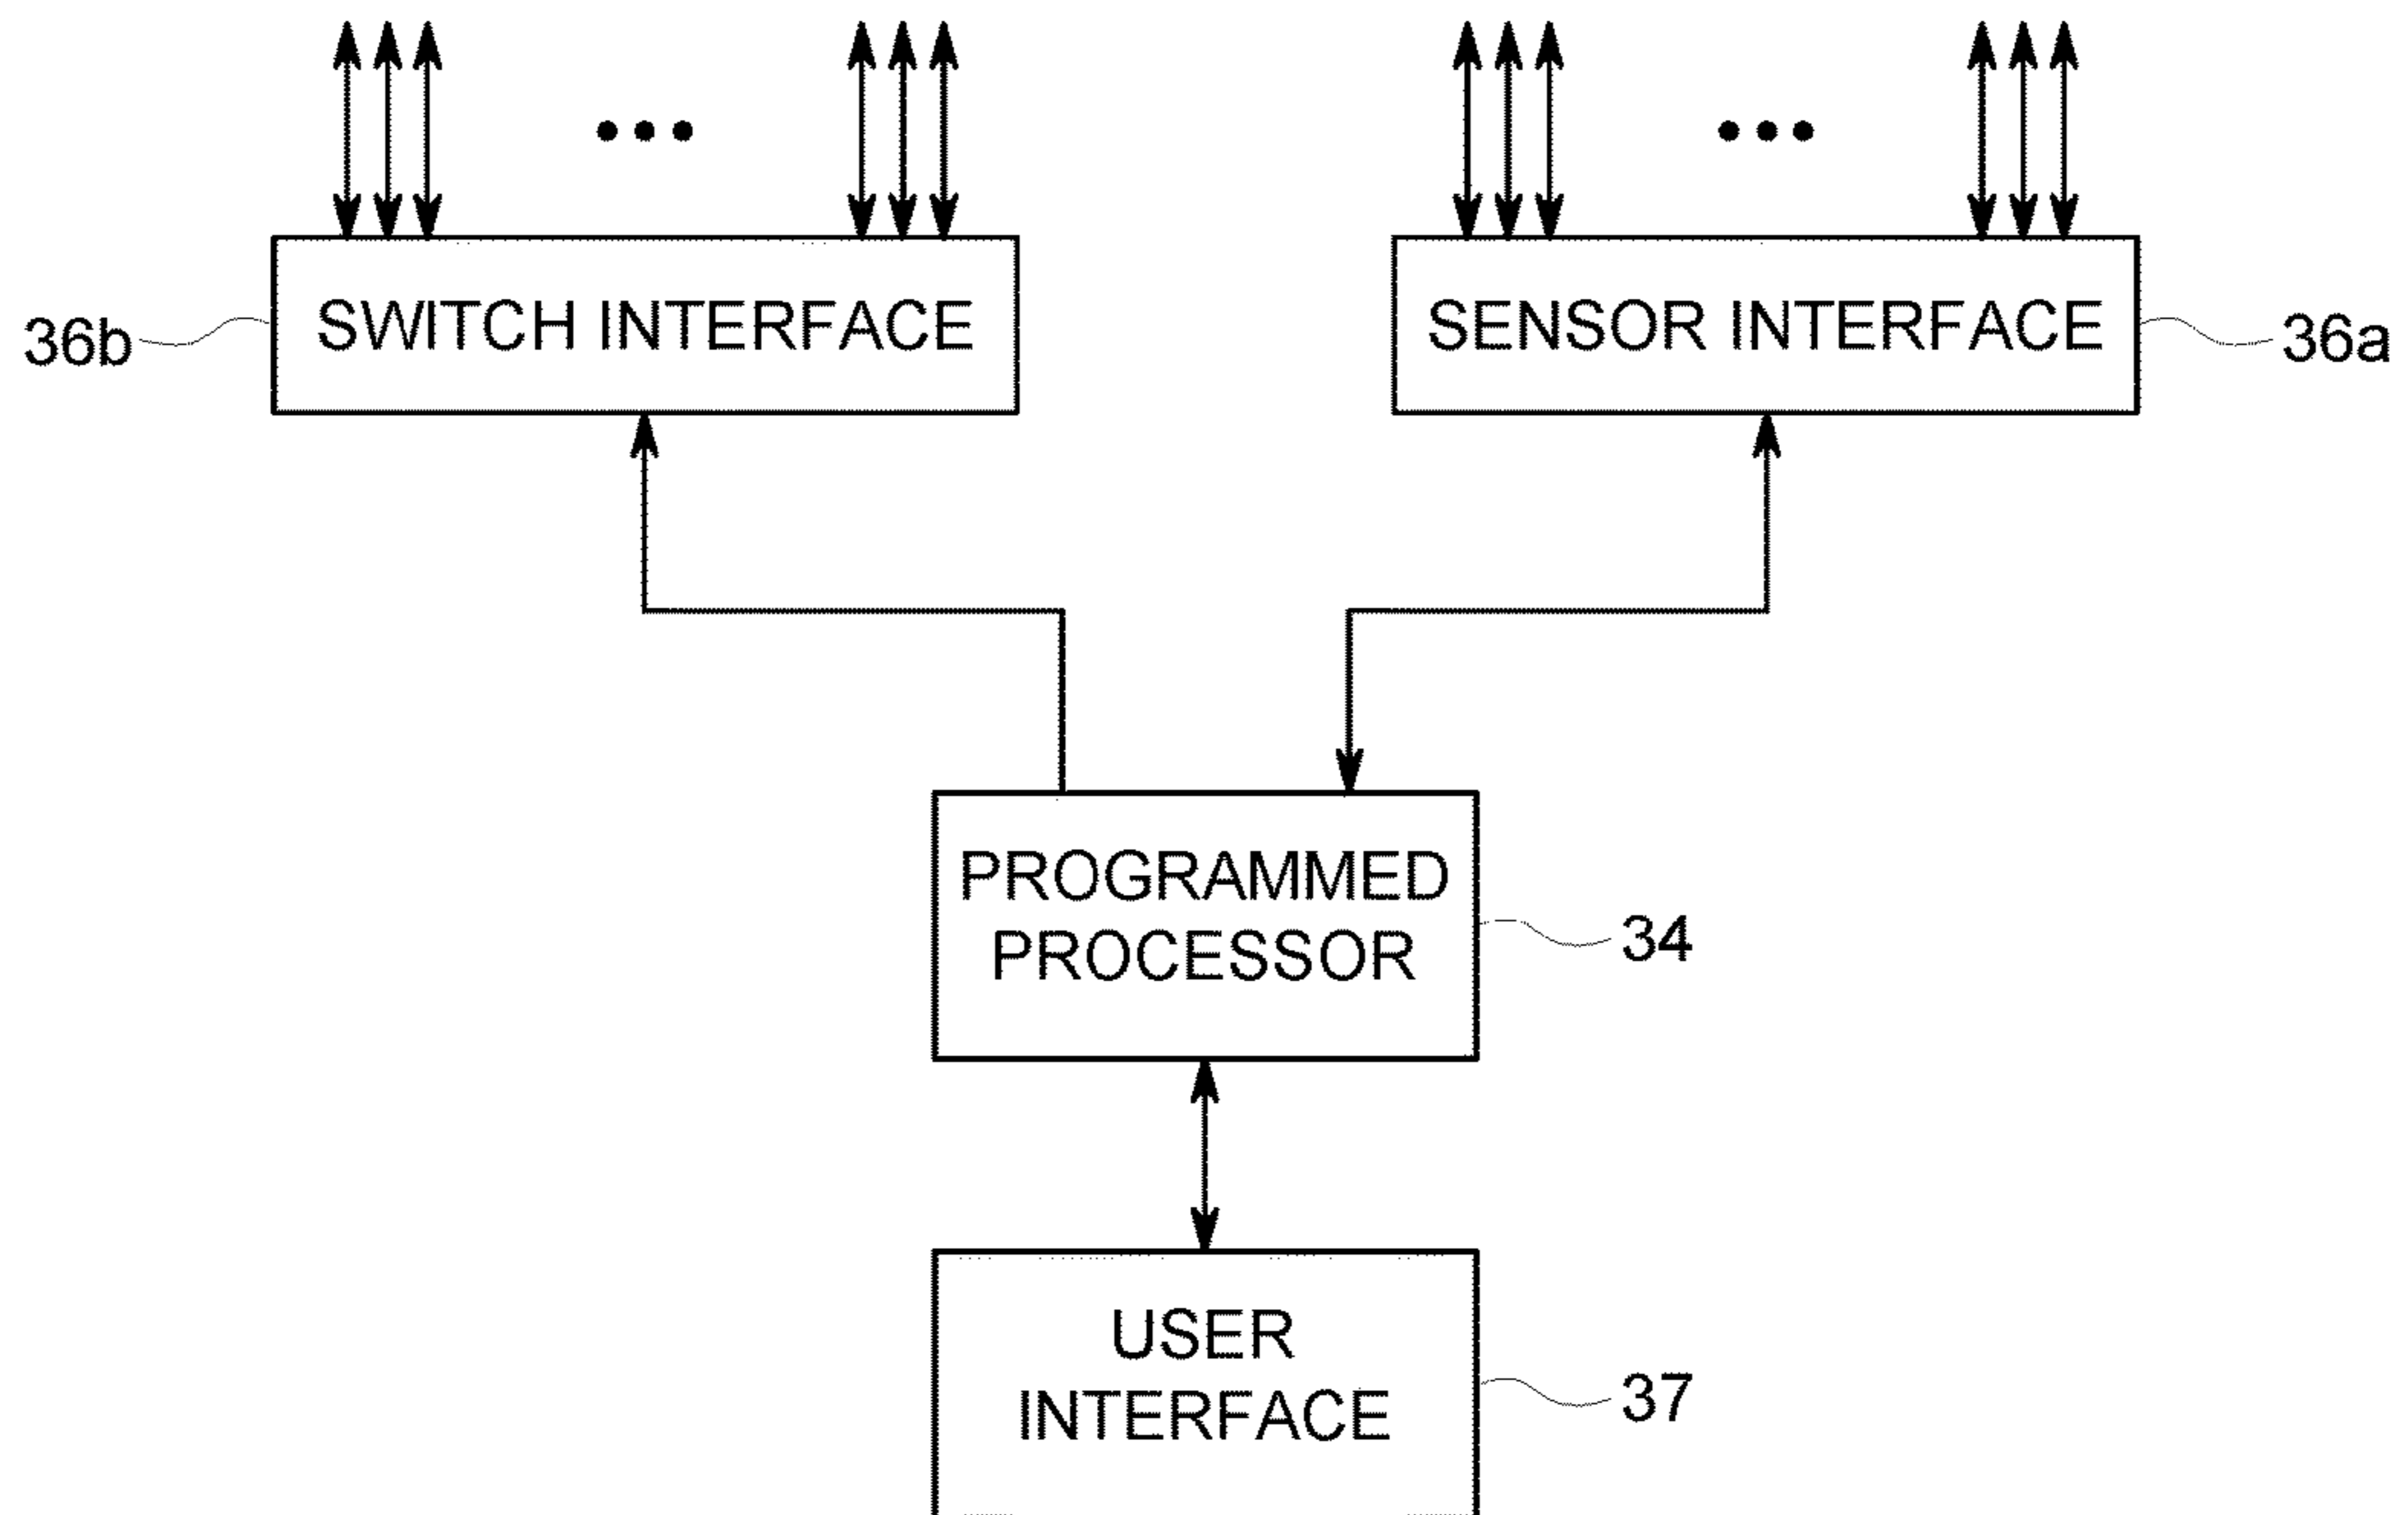 36b
SWITCH INTERFACE
SENSOR INTERFACE
36a
PROGRAMMED
PROCESSOR
34
USER
INTERFACE
37